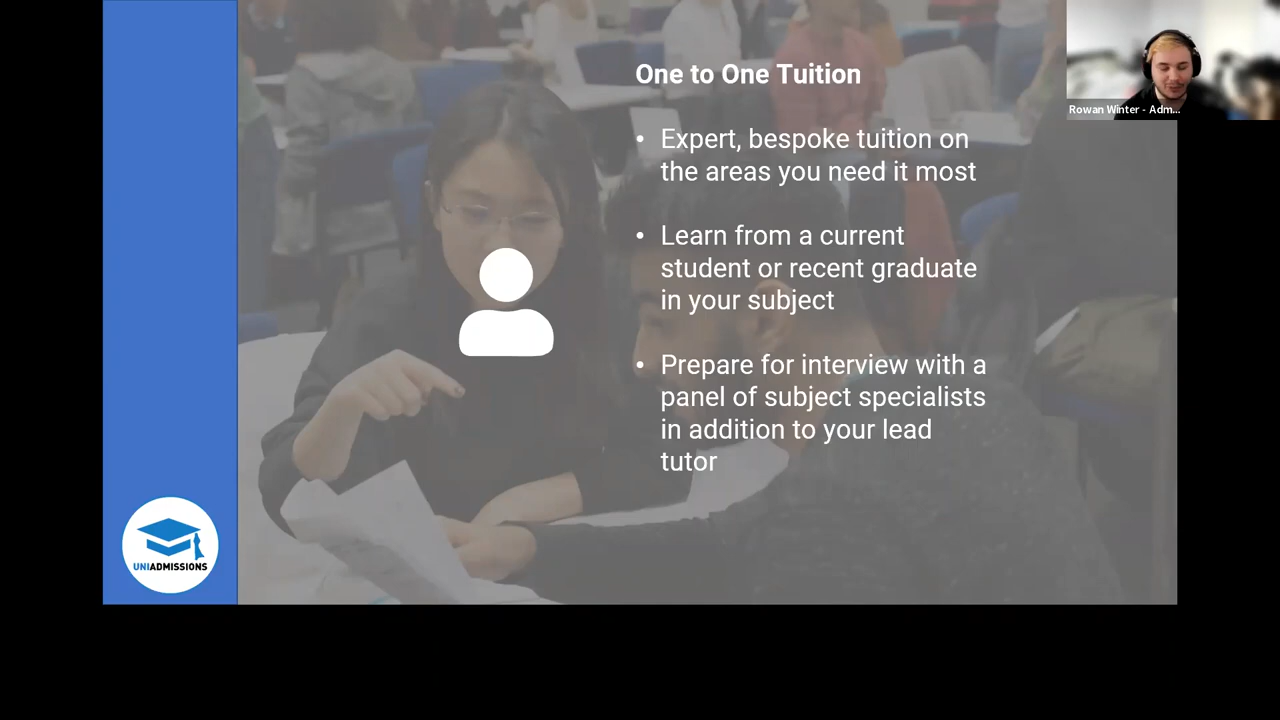 One to One Tuition
• Expert, bespoke tuition on
the areas you need it most
• Learn from a current
student or recent graduate
in your subject
• Prepare for interview with a
panel of subject specialists
in addition to your lead
tutor
Rowan Winter - Adm...
UNIADMISSIONS